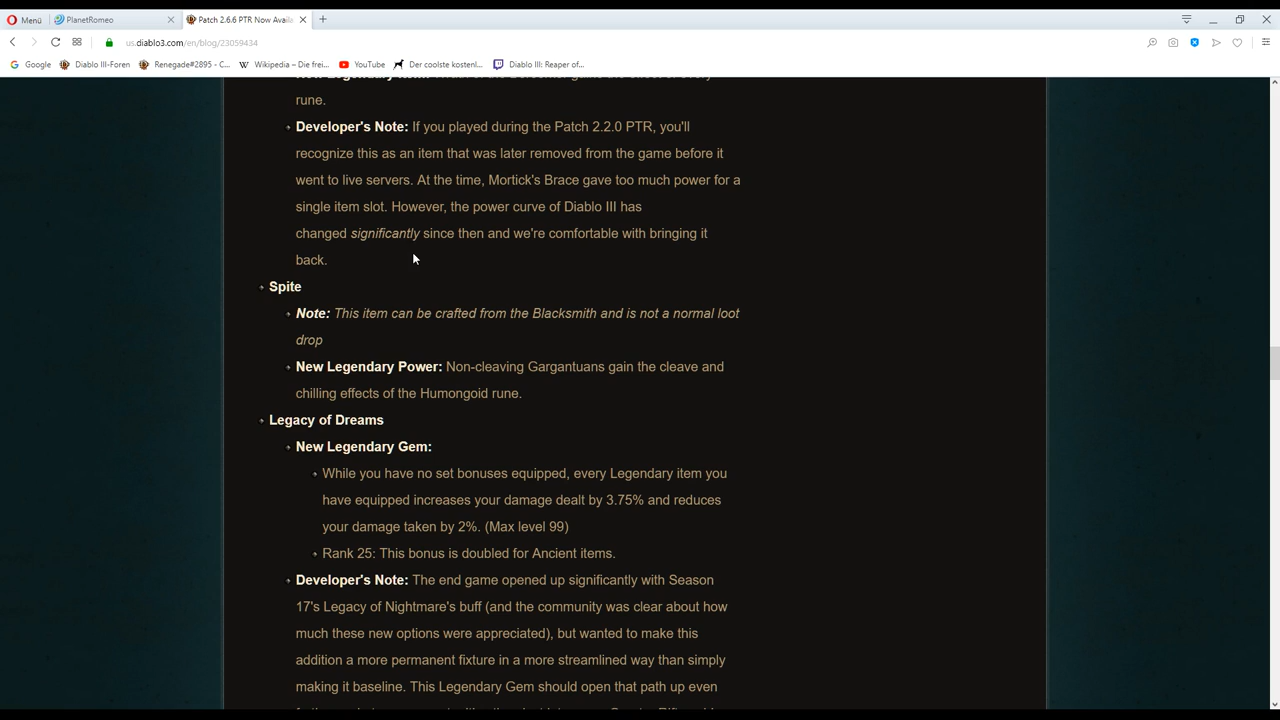 Menü
PlanetRomeo
Patch 2.6.6 PTR Now Availa
us.diablo3.com/en/blog/23059434
Google
Diablo III-Foren
Renegade#2895 - C...
Wikipedia – Die frei...
YouTube
Der coolste kostenl...
Diablo III: Reaper of...
rune.
Developer's Note: If you played during the Patch 2.2.0 PTR, you'll
recognize this as an item that was later removed from the game before it
went to live servers. At the time, Mortick's Brace gave too much power for a
single item slot. However, the power curve of Diablo III has
changed significantly since then and we're comfortable with bringing it
back.
Spite
Note: This item can be crafted from the Blacksmith and is not a normal loot
drop
New Legendary Power: Non-cleaving Gargantuans gain the cleave and
chilling effects of the Humongoid rune.
Legacy of Dreams
New Legendary Gem:
While you have no set bonuses equipped, every Legendary item you
have equipped increases your damage dealt by 3.75% and reduces
your damage taken by 2%. (Max level 99)
Rank 25: This bonus is doubled for Ancient items.
Developer's Note: The end game opened up significantly with Season
17's Legacy of Nightmare's buff (and the community was clear about how
much these new options were appreciated), but wanted to make this
addition a more permanent fixture in a more streamlined way than simply
making it baseline. This Legendary Gem should open that path up even